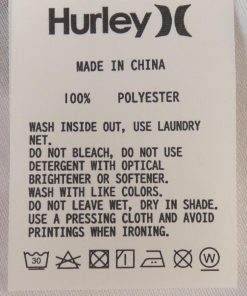 Hurley
MADE IN CHINA
100% POLYESTER
WASH INSIDE OUT, USE LAUNDRY
NET.
DO NOT BLEACH, DO NOT USE
DETERGENT WITH OPTICAL
BRIGHTENER OR SOFTENER.
WASH WITH LIKE COLORS.
DO NOT LEAVE WET, DRY IN SHADE.
USE A PRESSING CLOTH AND AVOID
PRINTINGS WHEN IRONING.
30 W